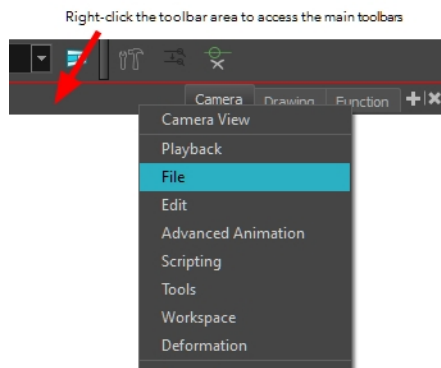 Right-click the toolbar area to access the main toolbars
Camera Drawing Function
Camera View
Playback
File
Edit
Advanced Animation
Scripting
Tools
Workspace
Deformation